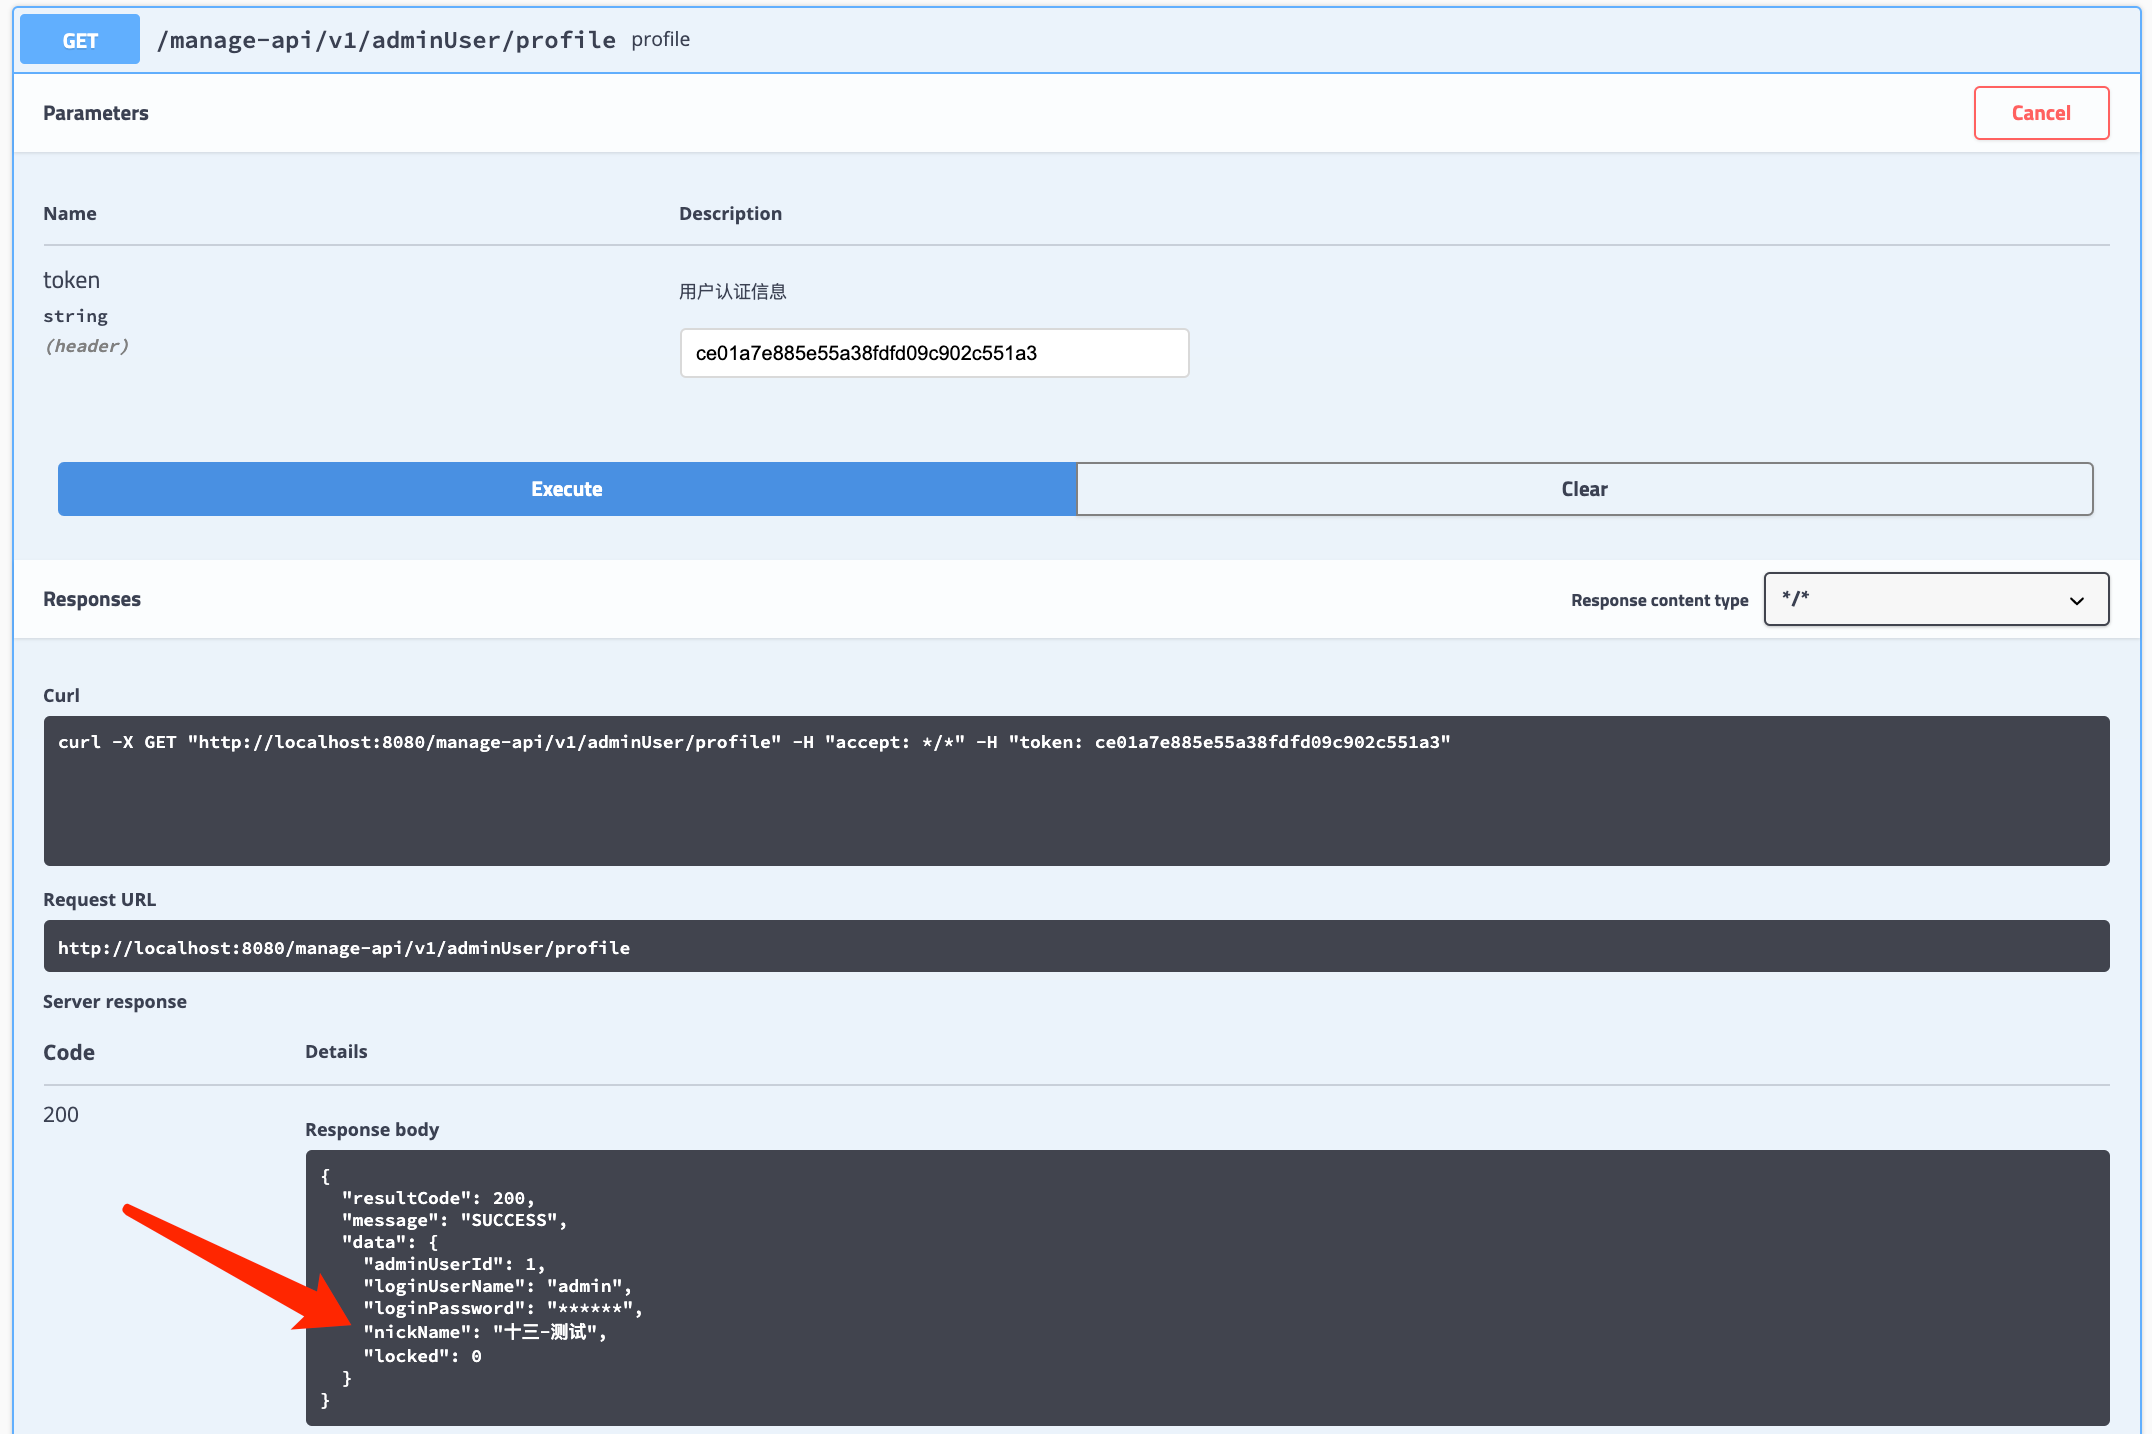 GET /manage-api/v1/adminUser/profile profile
Parameters
Cancel
Name Description
token
string
(header)
用户认证信息
ce01a7e885e55a38fdfd09c902c551a3
Execute
Clear
Responses
Response content type */*
Curl
curl -X GET "http://localhost:8080/manage-api/v1/adminUser/profile" -H "accept: */*" -H "token: ce01a7e885e55a38fdfd09c902c551a3"
Request URL
http://localhost:8080/manage-api/v1/adminUser/profile
Server response
Code Details
200
Response body
{
"resultCode": 200,
"message": "SUCCESS",
"data": {
"adminUserId": 1,
"loginUserName": "admin",
"loginPassword": "******",
"nickName": "十三-测试",
"locked": 0
}
}